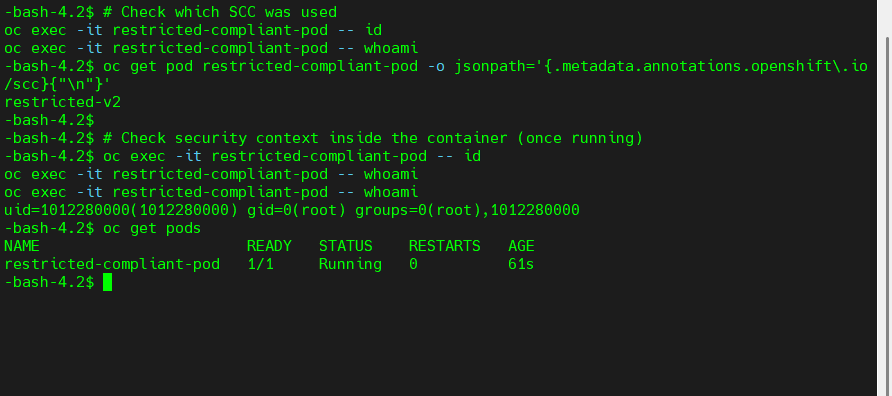 -bash-4.2$ # Check which SCC was used
oc exec -it restricted-compliant-pod -- id
oc exec -it restricted-compliant-pod -- whoami
-bash-4.2$ oc get pod restricted-compliant-pod -o jsonpath='{.metadata.annotations.openshift\.io
/scc}{"\n"}'
restricted-v2
-bash-4.2$
-bash-4.2$ # Check security context inside the container (once running)
-bash-4.2$ oc exec -it restricted-compliant-pod -- id
oc exec -it restricted-compliant-pod -- whoami
oc exec -it restricted-compliant-pod -- whoami
uid=1012280000(1012280000) gid=0(root) groups=0(root),1012280000
-bash-4.2$ oc get pods
NAME                       READY   STATUS    RESTARTS   AGE
restricted-compliant-pod   1/1     Running   0          61s
-bash-4.2$